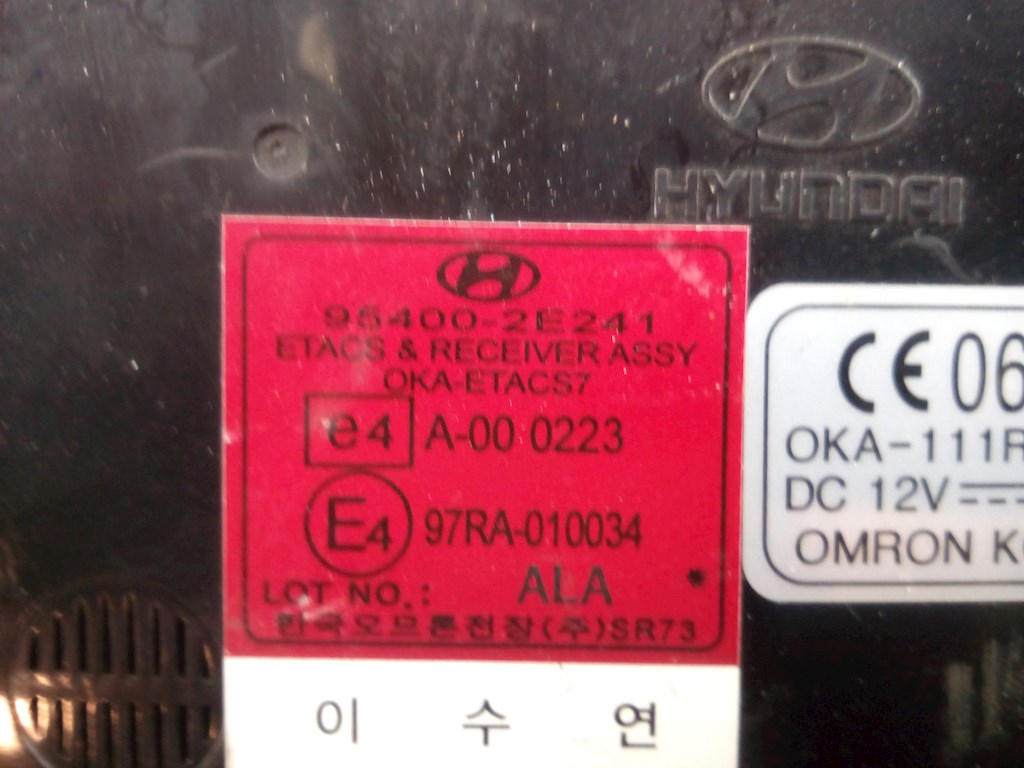 HYUNDAI
95400-2E241
ETACS & RECEIVER ASSY
OKA-ETACS7
e4 A-00 0223
E4 97RA-010034
LOT NO.: ALA
한국오므론전장(주)SR73
이 수 연
CE 06
OKA-111R
DC 12V
OMRON K